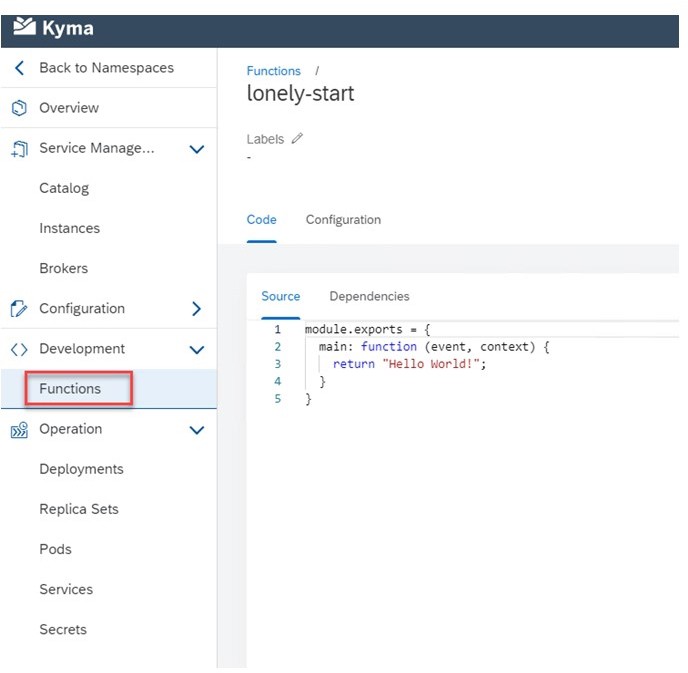 Kyma
Back to Namespaces
Overview
Service Manage...
Catalog
Instances
Brokers
Configuration
Development
Functions
Operation
Deployments
Replica Sets
Pods
Services
Secrets
Functions /
lonely-start
Labels
-
Code Configuration
Source Dependencies
1 module.exports = {
2 main: function (event, context) {
3 return "Hello World!";
4 }
5 }